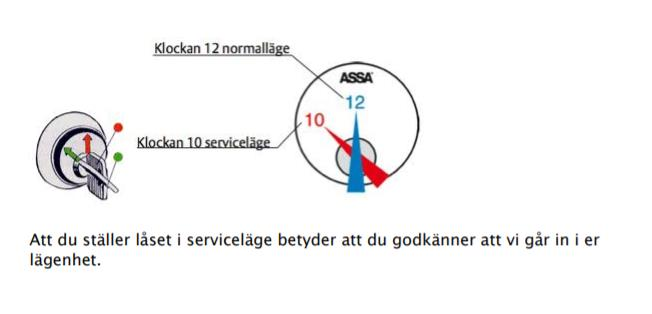 Klockan 12 normalläge
ASSA
12
10
Klockan 10 serviceläge
Att du ställer låset i serviceläge betyder att du godkänner att vi går in i er
lägenhet.